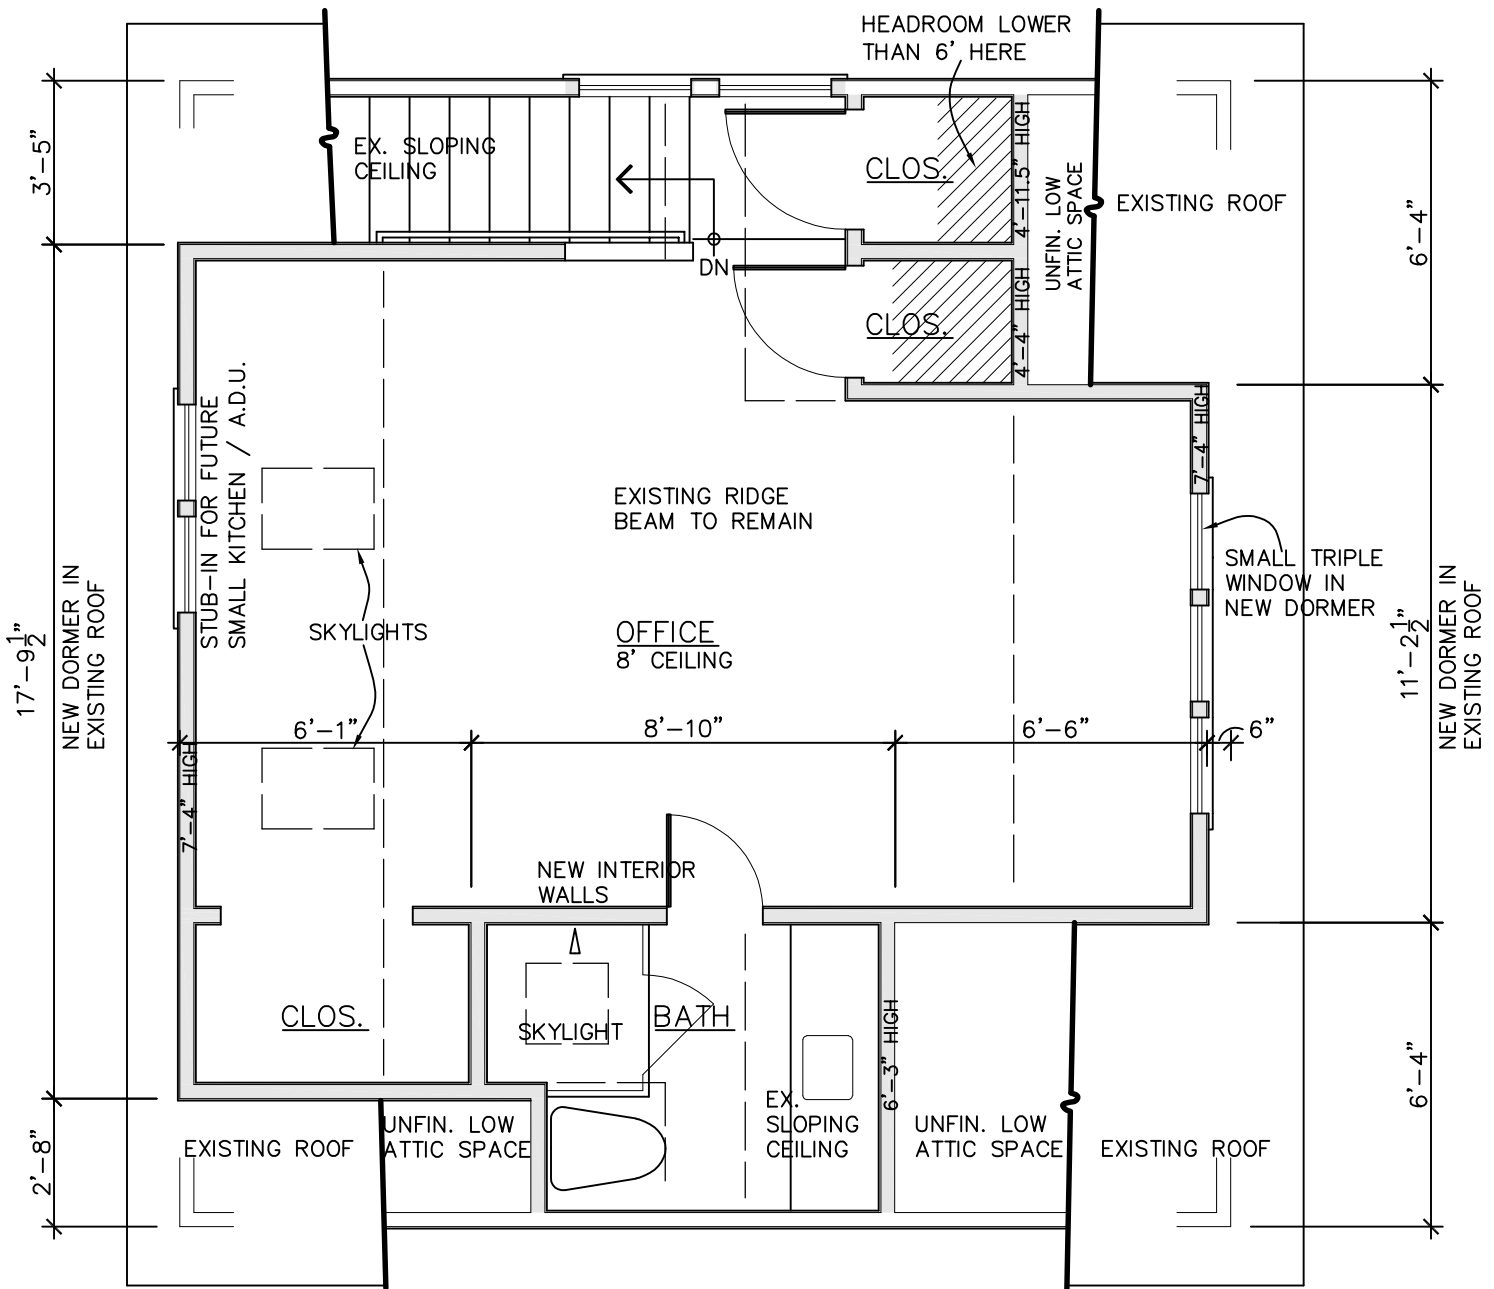 HEADROOM LOWER
THAN 6' HERE
3'-5"
EX. SLOPING
CEILING
CLOS.
4'-11.5" HIGH
UNFIN. LOW
ATTIC SPACE
EXISTING ROOF
6'-4"
DN
CLOS.
4'-4" HIGH
STUB-IN FOR FUTURE
SMALL KITCHEN / A.D.U.
7'-4" HIGH
EXISTING RIDGE
BEAM TO REMAIN
SMALL TRIPLE
WINDOW IN
NEW DORMER
17'-9 1/2"
NEW DORMER IN
EXISTING ROOF
SKYLIGHTS
OFFICE
8' CEILING
11'-2 1/2"
NEW DORMER IN
EXISTING ROOF
6'-1"
8'-10"
6'-6"
6"
7'-4" HIGH
NEW INTERIOR
WALLS
CLOS.
SKYLIGHT
BATH
6'-3" HIGH
6'-4"
2'-8"
EXISTING ROOF
UNFIN. LOW
ATTIC SPACE
EX.
SLOPING
CEILING
UNFIN. LOW
ATTIC SPACE
EXISTING ROOF